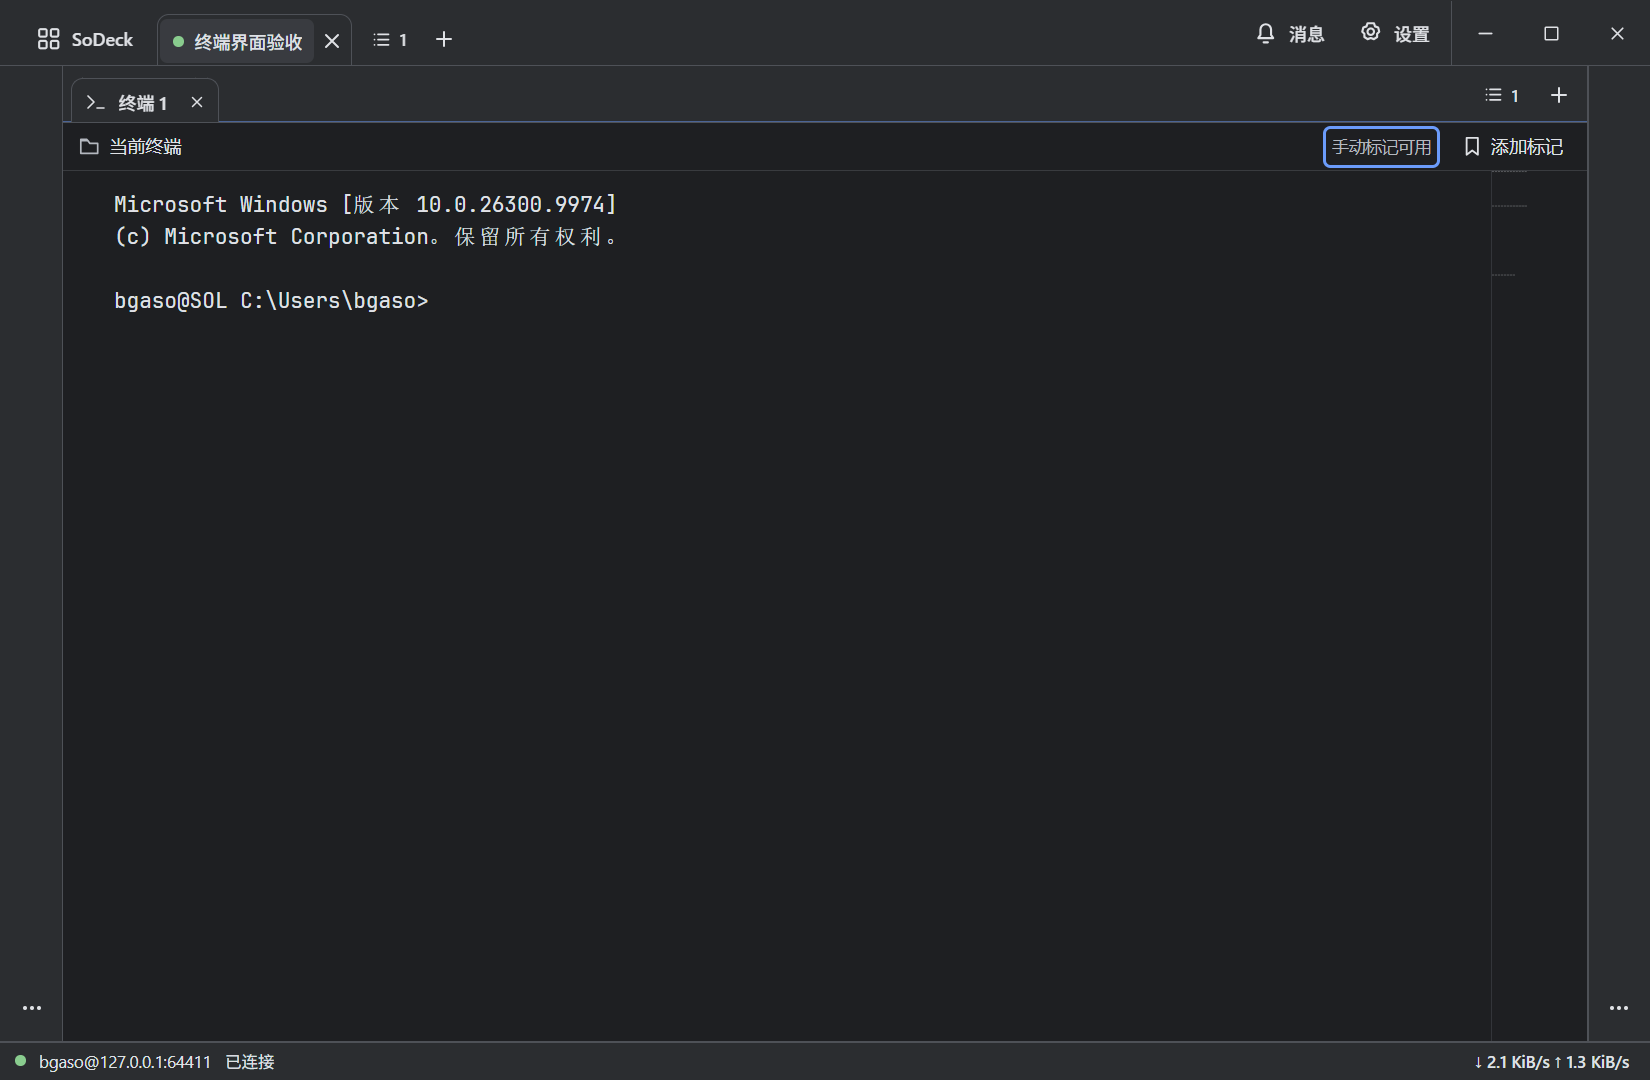 SoDeck
终端界面验收
1
消息
设置
终端 1
1
当前终端
手动标记可用
添加标记
Microsoft Windows [版本 10.0.26300.9974]
(c) Microsoft Corporation。保留所有权利。
bgaso@SOL C:\Users\bgaso>
bgaso@127.0.0.1:64411 已连接
↓ 2.1 KiB/s ↑ 1.3 KiB/s